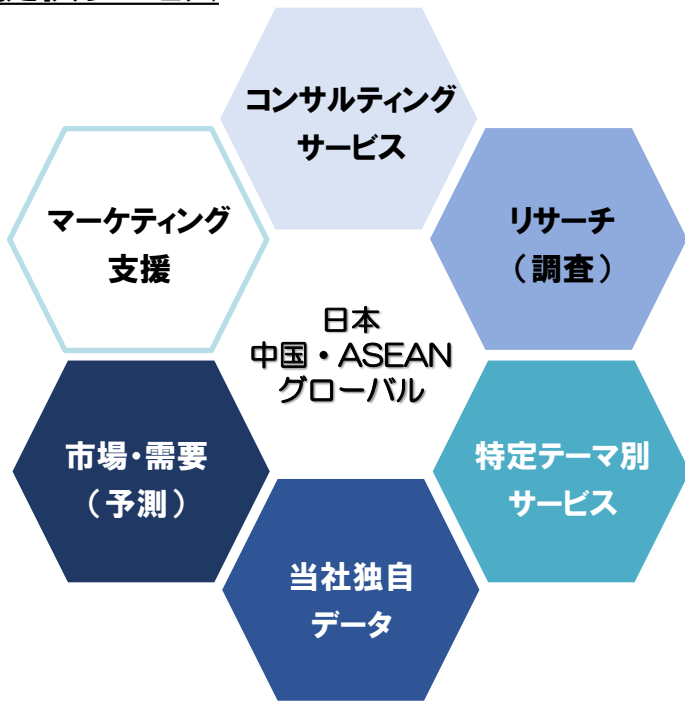 コンサルティング
サービス
マーケティング
支援
リサーチ
（調査）
日本
中国・ASEAN
グローバル
市場・需要
（予測）
特定テーマ別
サービス
当社独自
データ